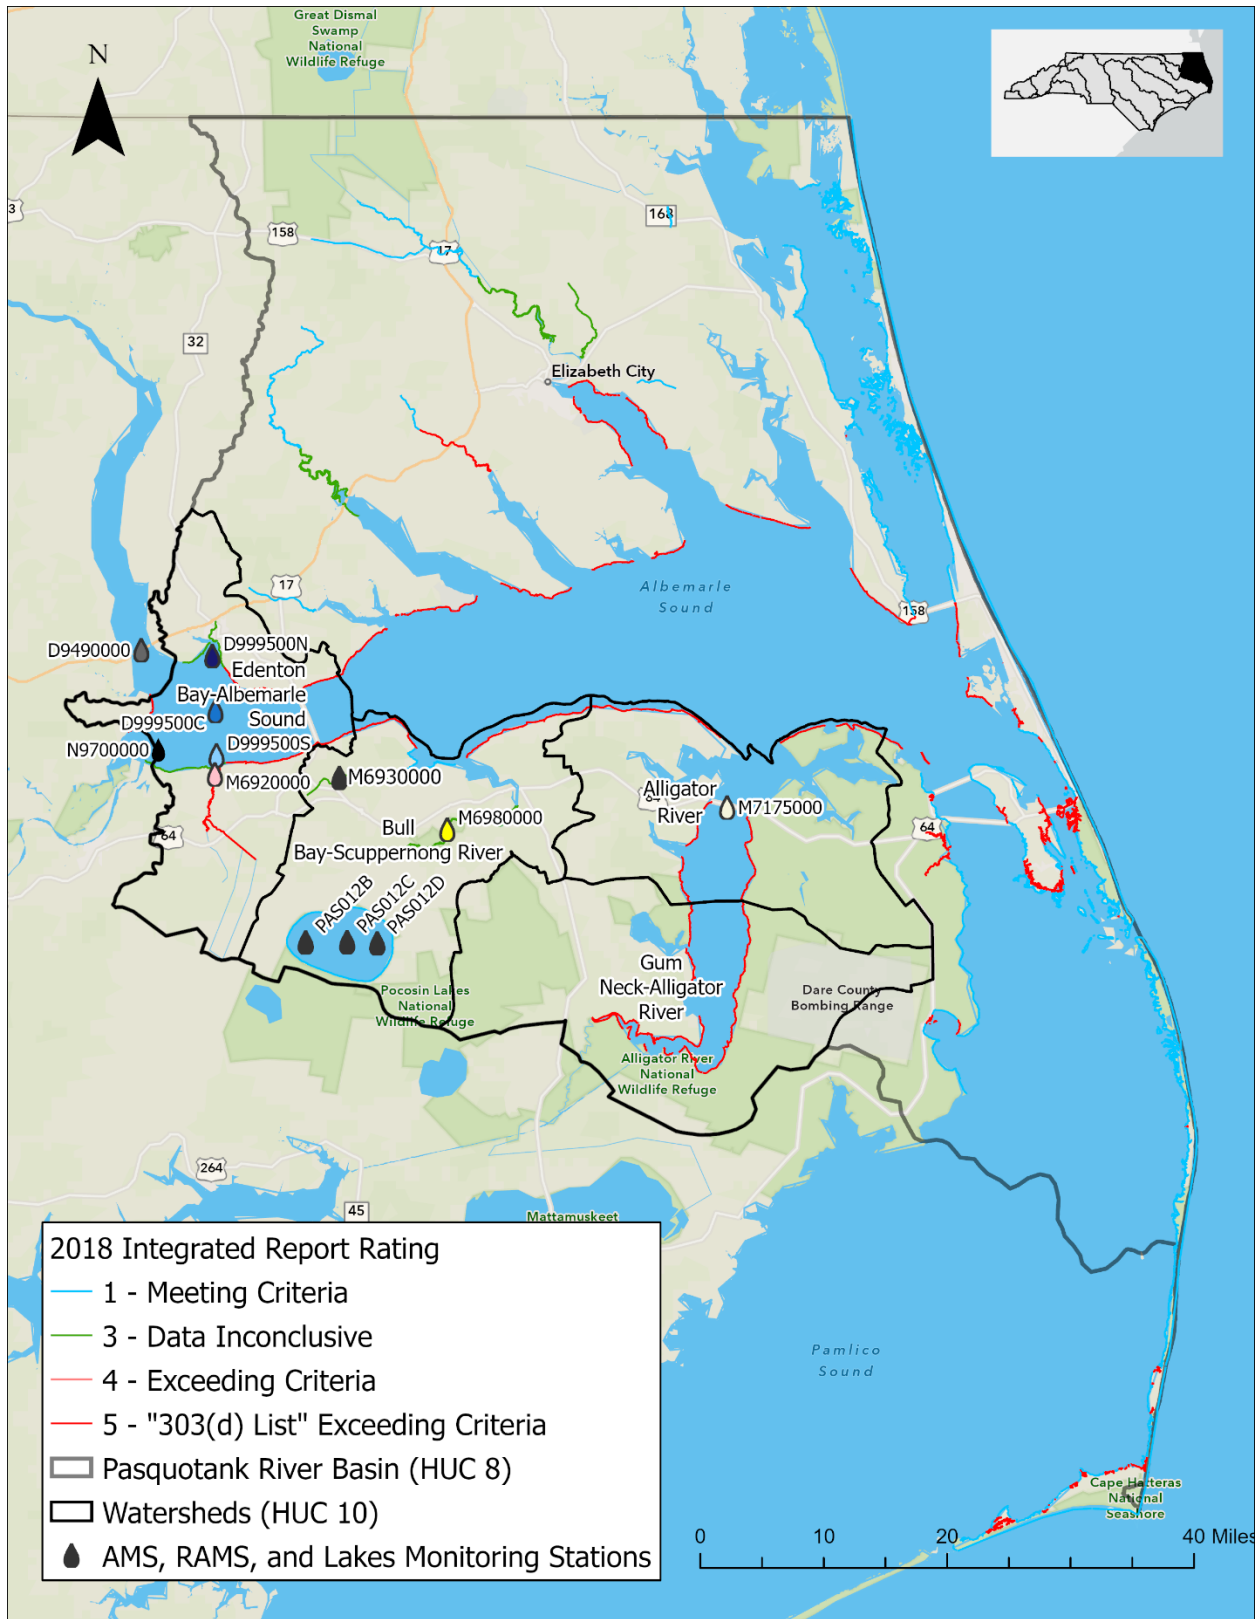 Great Dismal
Swamp
National
Wildlife Refuge
N
3
158
17
168
32
Elizabeth City
17
Albemarle
Sound
158
D9490000
D999500N
Edenton
Bay-Albemarle
Sound
D999500C
N9700000
D999500S
M6920000
M6930000
64
M6980000
Bull
Bay-Scuppernong River
Alligator
River
64
M7175000
64
PAS012B
PAS012C
PAS012D
Pocosin Lakes
National
Wildlife Refuge
Gum
Neck-Alligator
River
Dare County
Bombing Range
Alligator River
National
Wildlife Refuge
264
45
Mattamuskeet
Pamlico
Sound
2018 Integrated Report Rating
1 - Meeting Criteria
3 - Data Inconclusive
4 - Exceeding Criteria
5 - "303(d) List" Exceeding Criteria
Pasquotank River Basin (HUC 8)
Watersheds (HUC 10)
AMS, RAMS, and Lakes Monitoring Stations
Cape Hatteras
National
Seashore
0 10 20 40 Miles